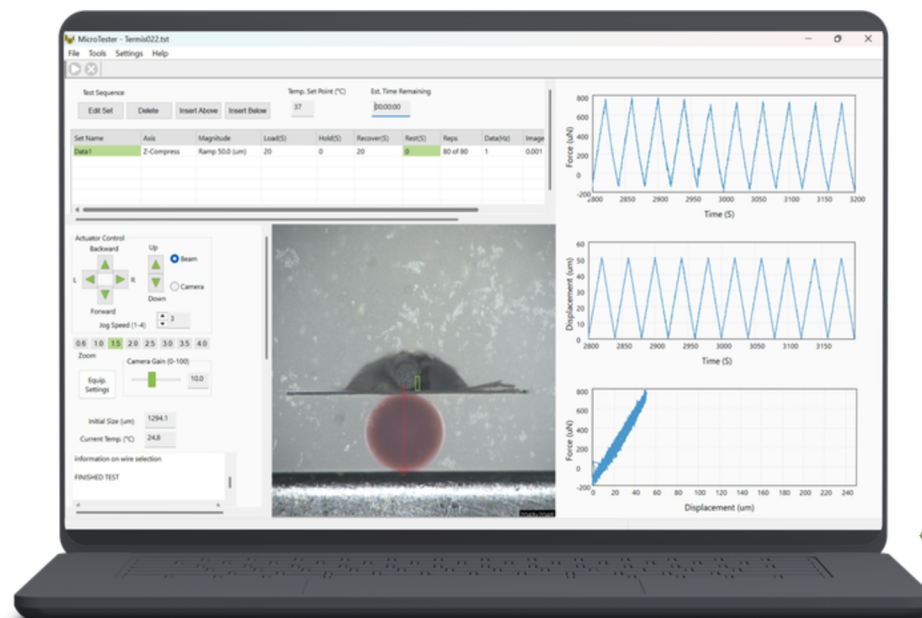 MicroTester - Termis022.tst
File Tools Settings Help
Test Sequence
Temp. Set Point (°C)
Est. Time Remaining
Edit Set Delete Insert Above Insert Below
37
00:00:00
Set Name Axis Magnitude Load(S) Hold(S) Recover(S) Rest(S) Reps Data(Hz) Image
Data1 Z-Compress Ramp 50.0 (um) 20 0 20 0 80 of 80 1 0.001
Actuator Control
Backward
Up
Beam
L
R
Camera
Down
Forward
Jog Speed (1-4)
3
0.6 1.0 1.5 2.0 2.5 3.0 3.5 4.0
Zoom
Camera Gain (0-100)
Equip.
Settings
10.0
Initial Size (um) 1294.1
Current Temp. (°C) 24.8
information on wire selection
FINISHED TEST
800
600
400
200
0
-200
Force (uN)
2800 2850 2900 2950 3000 3050 3100 3150 3200
Time (S)
60
50
40
30
20
10
0
Displacement (um)
2800 2850 2900 2950 3000 3050 3100 3150
Time (S)
800
600
400
200
0
-200
Force (uN)
0 20 40 60 80 100 120 140 160 180 200 220 240
Displacement (um)